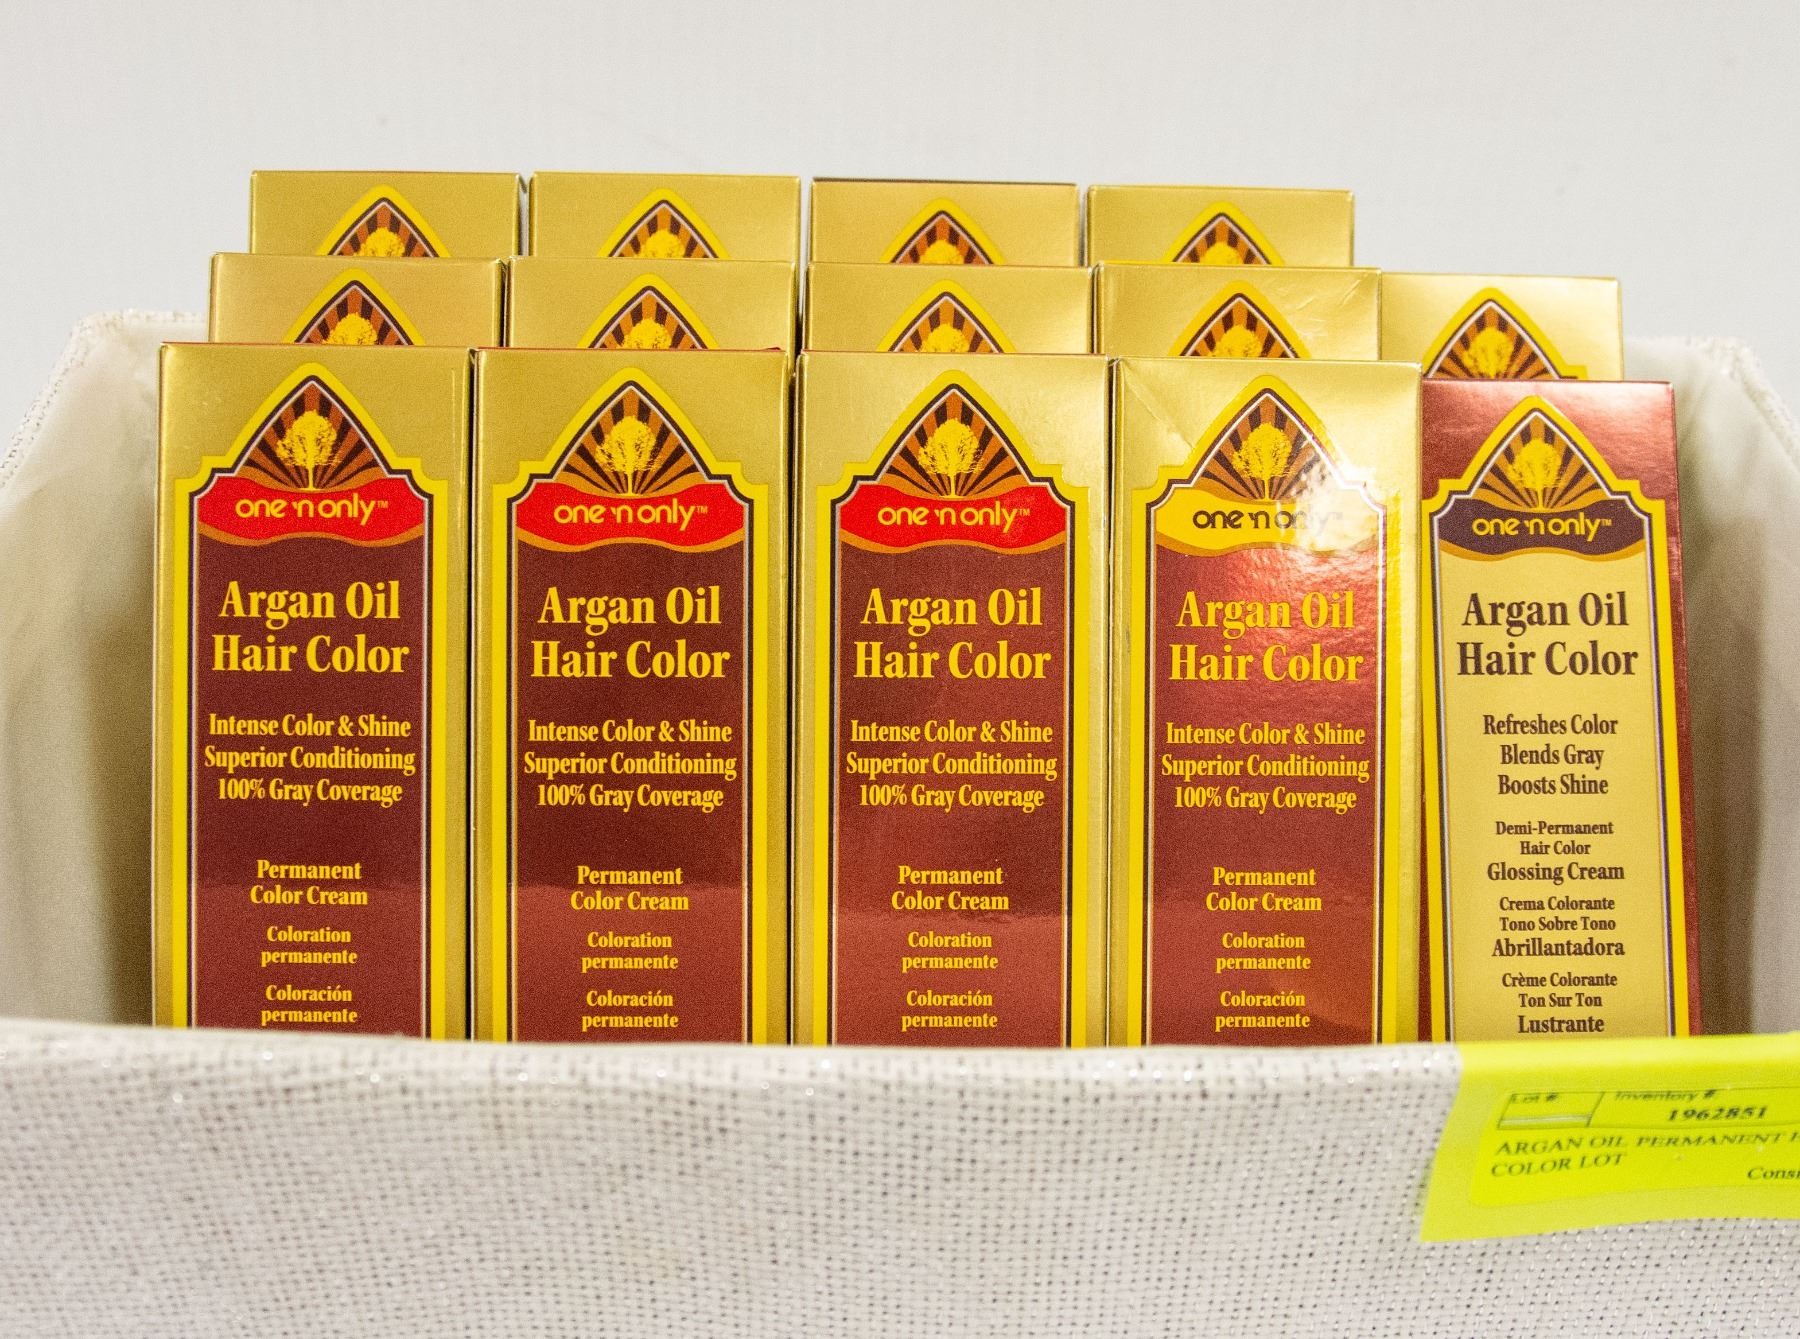 one 'n only™
Argan Oil
Hair Color
Intense Color & Shine
Superior Conditioning
100% Gray Coverage
Permanent
Color Cream
Coloration
permanente
Coloración
permanente
one 'n only™
Argan Oil
Hair Color
Intense Color & Shine
Superior Conditioning
100% Gray Coverage
Permanent
Color Cream
Coloration
permanente
Coloración
permanente
one 'n only™
Argan Oil
Hair Color
Intense Color & Shine
Superior Conditioning
100% Gray Coverage
Permanent
Color Cream
Coloration
permanente
Coloración
permanente
one 'n only™
Argan Oil
Hair Color
Intense Color & Shine
Superior Conditioning
100% Gray Coverage
Permanent
Color Cream
Coloration
permanente
Coloración
permanente
one 'n only™
Argan Oil
Hair Color
Refreshes Color
Blends Gray
Boosts Shine
Demi-Permanent
Hair Color
Glossing Cream
Crema Colorante
Tono Sobre Tono
Abrillantadora
Crème Colorante
Ton Sur Ton
Lustrante
Lot # Inventory #
1962851
ARGAN OIL PERMANENT
COLOR LOT